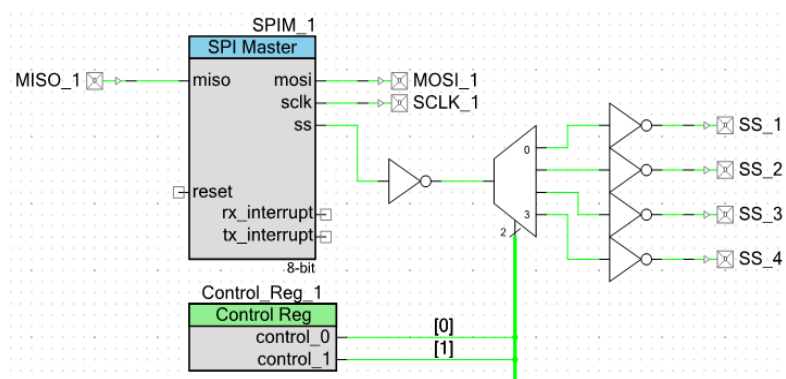 SPIM_1
SPI Master
MISO_1
miso
mosi
MOSI_1
sclk
SCLK_1
ss
0
SS_1
SS_2
reset
3
SS_3
rx_interrupt
2
tx_interrupt
SS_4
8-bit
Control_Reg_1
Control Reg
control_0
[0]
control_1
[1]